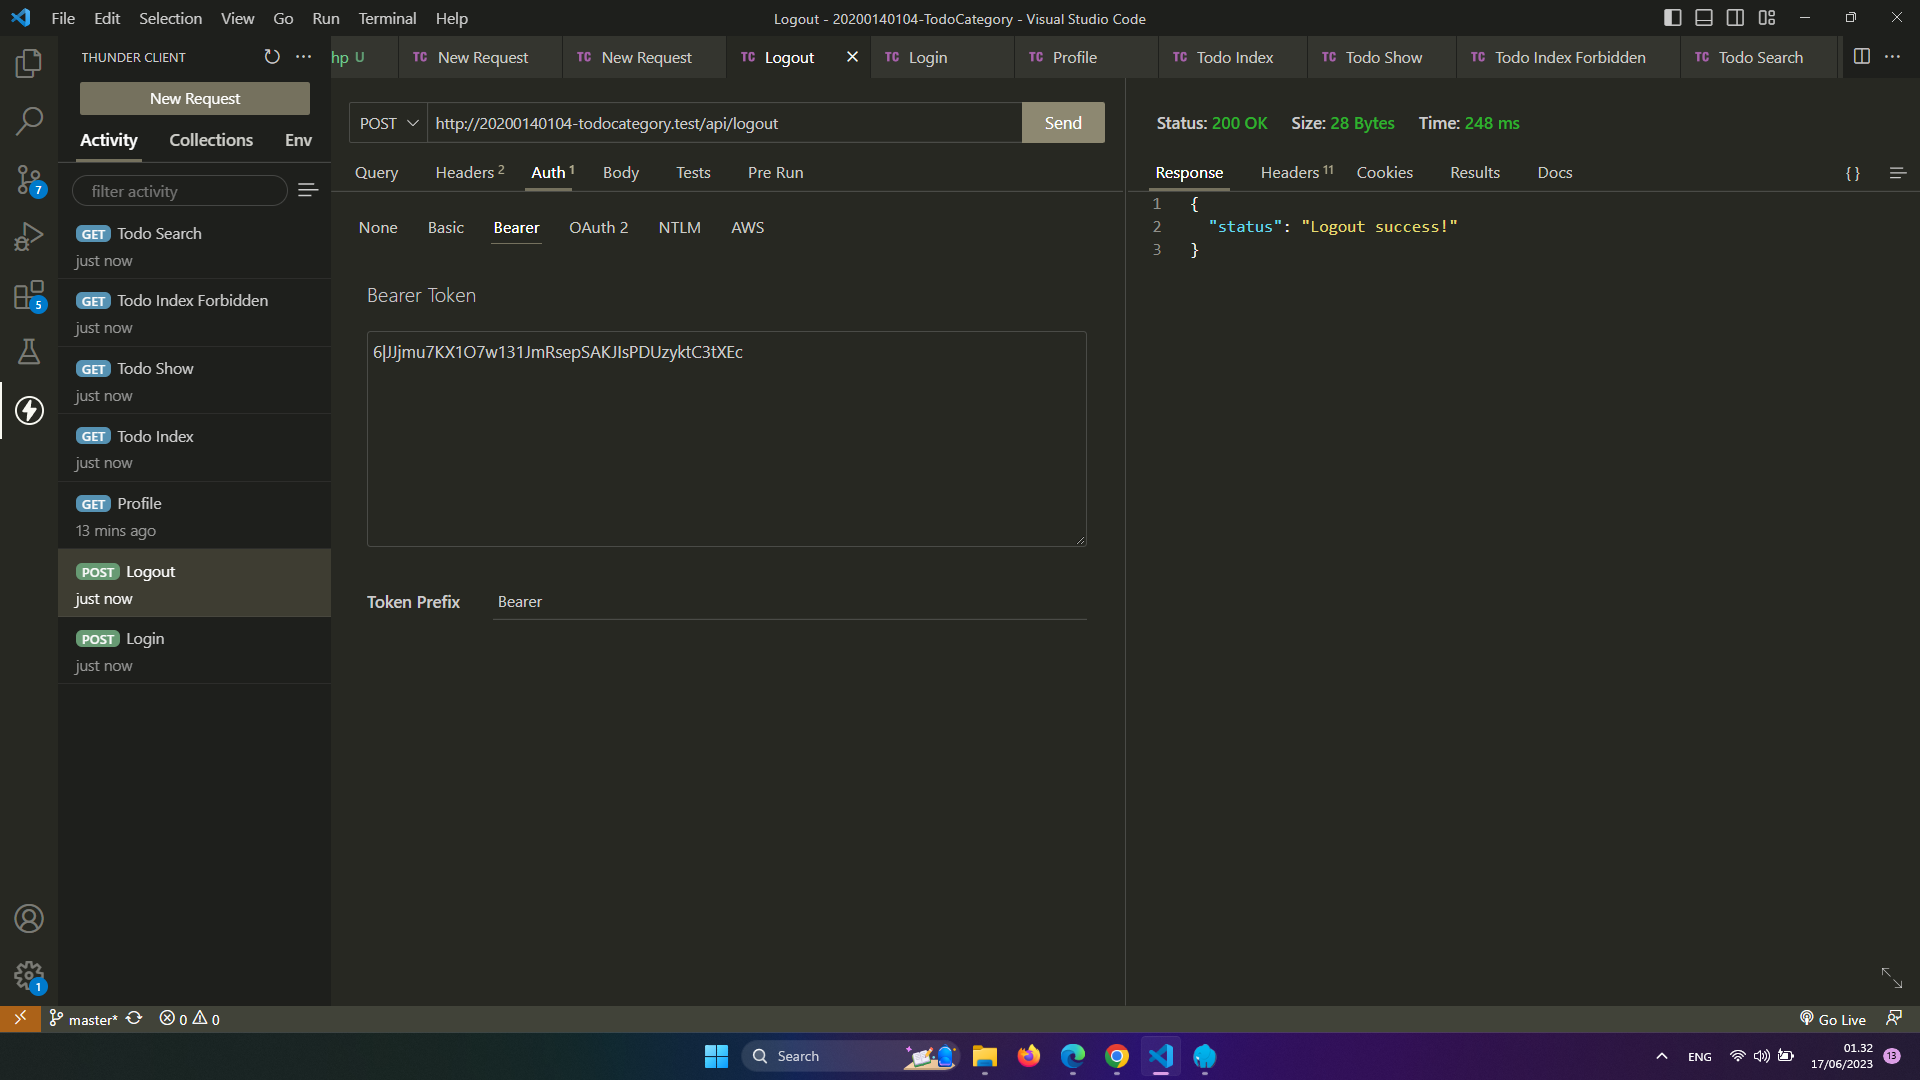 File Edit Selection View Go Run Terminal Help
Logout - 20200140104-TodoCategory - Visual Studio Code
THUNDER CLIENT
New Request
Activity Collections Env
filter activity
GET Todo Search
just now
GET Todo Index Forbidden
just now
GET Todo Show
just now
GET Todo Index
just now
GET Profile
13 mins ago
POST Logout
just now
POST Login
just now
7
5
1
hp U
TC New Request
TC New Request
TC Logout
TC Login
TC Profile
TC Todo Index
TC Todo Show
TC Todo Index Forbidden
TC Todo Search
POST http://20200140104-todocategory.test/api/logout Send
Query Headers 2 Auth 1 Body Tests Pre Run
None Basic Bearer OAuth 2 NTLM AWS
Bearer Token
6|JJjmu7KX1O7w131JmRsepSAKJIsPDUzyktC3tXEc
Token Prefix Bearer
Status: 200 OK Size: 28 Bytes Time: 248 ms
Response Headers 11 Cookies Results Docs { }
1 {
2 "status": "Logout success!"
3 }
master* 0 0
Go Live
Search
ENG
01.32
17/06/2023
13